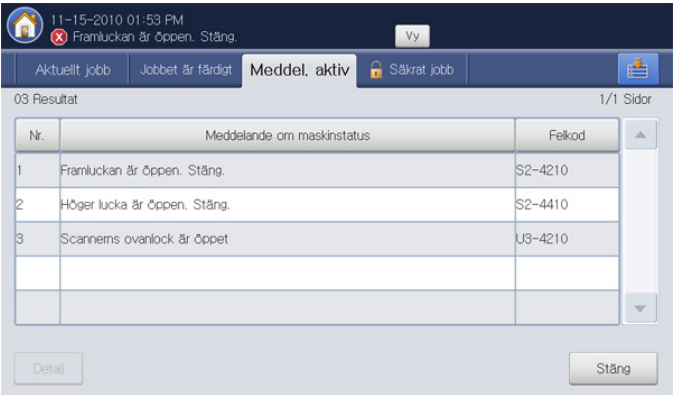 11-15-2010 01:53 PM
Framluckan är öppen. Stäng.
Vy
Aktuellt jobb Jobbet är färdigt Meddel. aktiv Säkrat jobb
03 Resultat 1/1 Sidor
Nr. Meddelande om maskinstatus Felkod
1 Framluckan är öppen. Stäng. S2-4210
2 Höger lucka är öppen. Stäng. S2-4410
3 Scannerns ovanlock är öppet U3-4210
Detalj Stäng